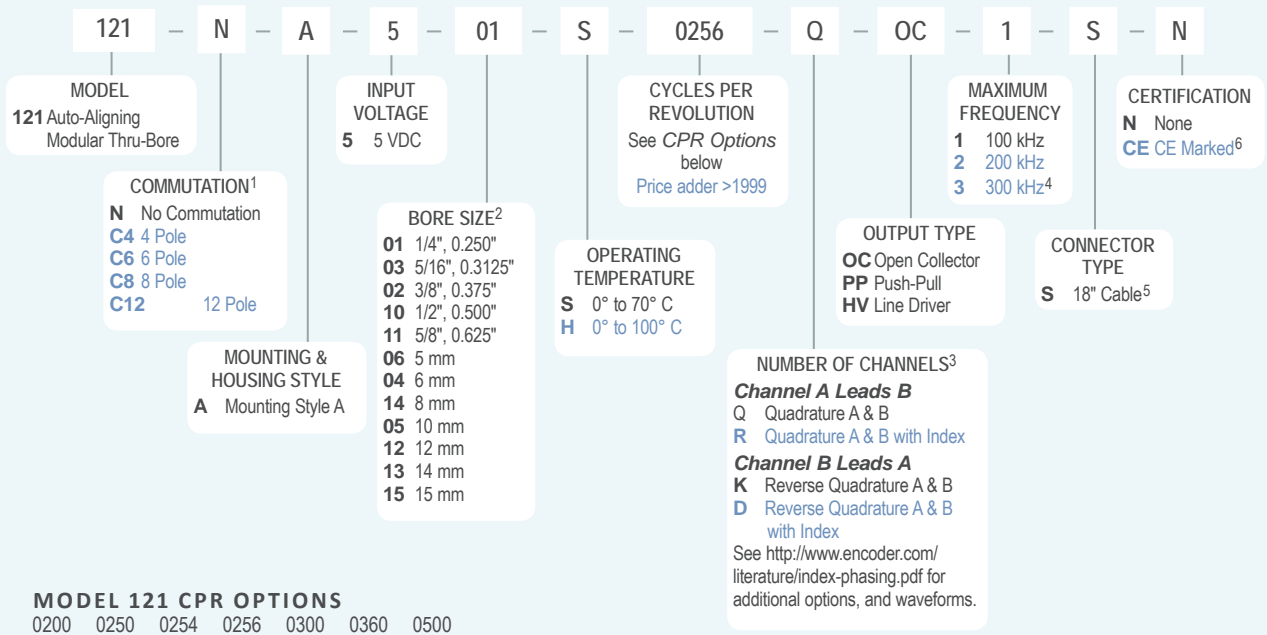 121 – N – A – 5 – 01 – S – 0256 – Q – OC – 1 – S – N
MODEL
121 Auto-Aligning
Modular Thru-Bore
COMMUTATION1
N No Commutation
C4 4 Pole
C6 6 Pole
C8 8 Pole
C12 12 Pole
MOUNTING &
HOUSING STYLE
A Mounting Style A
INPUT
VOLTAGE
5 5 VDC
BORE SIZE2
01 1/4", 0.250"
03 5/16", 0.3125"
02 3/8", 0.375"
10 1/2", 0.500"
11 5/8", 0.625"
06 5 mm
04 6 mm
14 8 mm
05 10 mm
12 12 mm
13 14 mm
15 15 mm
OPERATING
TEMPERATURE
S 0° to 70° C
H 0° to 100° C
CYCLES PER
REVOLUTION
See CPR Options
below
Price adder >1999
NUMBER OF CHANNELS3
Channel A Leads B
Q Quadrature A & B
R Quadrature A & B with Index
Channel B Leads A
K Reverse Quadrature A & B
D Reverse Quadrature A & B
with Index
See http://www.encoder.com/
literature/index-phasing.pdf for
additional options, and waveforms.
OUTPUT TYPE
OC Open Collector
PP Push-Pull
HV Line Driver
MAXIMUM
FREQUENCY
1 100 kHz
2 200 kHz
3 300 kHz4
CONNECTOR
TYPE
S 18" Cable5
CERTIFICATION
N None
CE CE Marked6
MODEL 121 CPR OPTIONS
0200 0250 0254 0256 0300 0360 0500